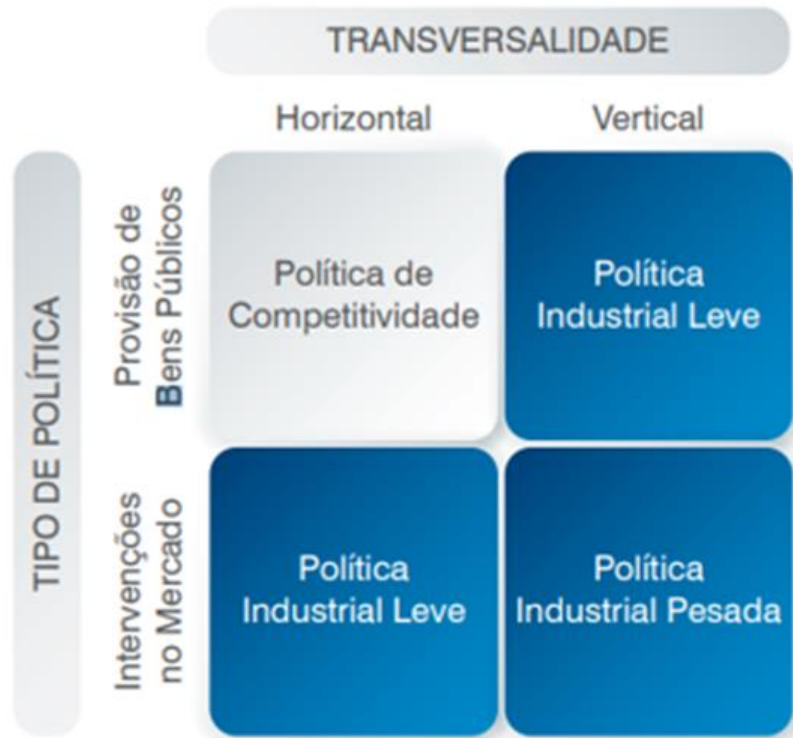 TRANSVERSALIDADE
Horizontal
Vertical
TIPO DE POLÍTICA
Provisão de
Bens Públicos
Política de
Competitividade
Política
Industrial Leve
Intervenções
no Mercado
Política
Industrial Leve
Política
Industrial Pesada